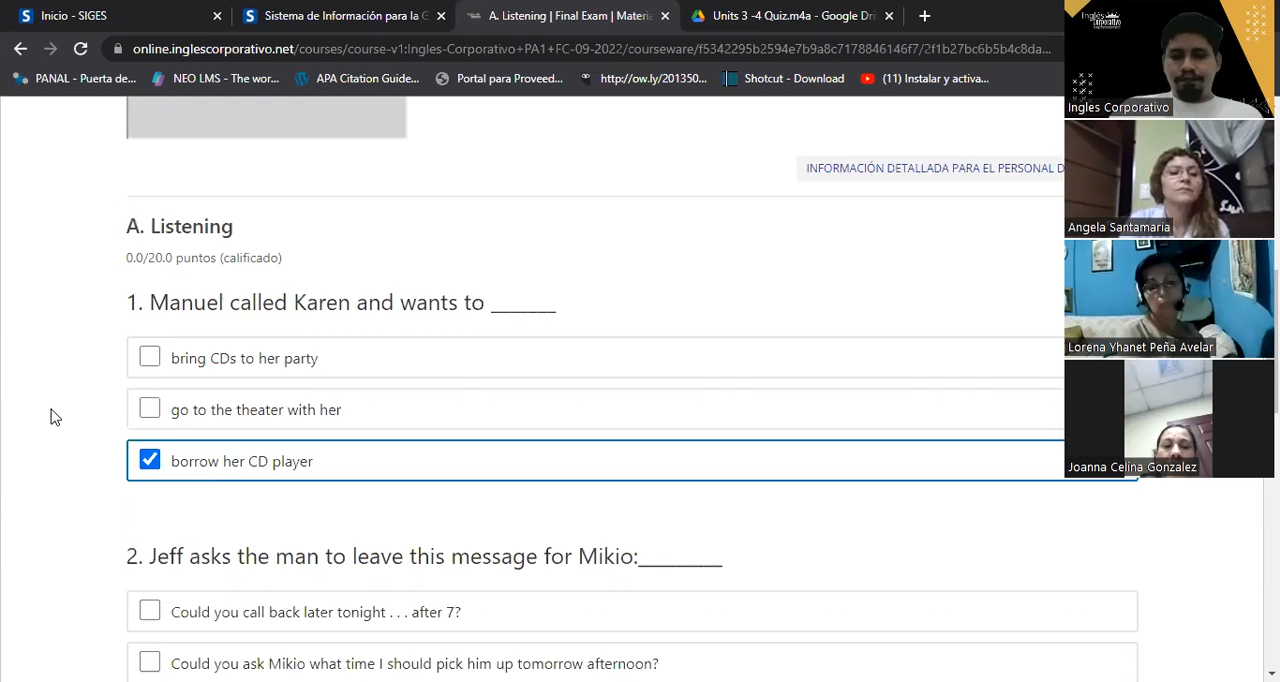 Inicio - SIGES
Sistema de Información para la G
A. Listening | Final Exam | Materia
Units 3 -4 Quiz.m4a - Google Dri
online.inglescorporativo.net/courses/course-v1:Ingles-Corporativo+PA1+FC-09-2022/courseware/f5342295b2594e7b9a8c7178846146f7/2f1b27bc6b5b4c8da...
PANAL - Puerta de...
NEO LMS - The wor...
APA Citation Guide...
Portal para Proveed...
http://ow.ly/201350...
Shotcut - Download
(11) Instalar y activa...
INFORMACIÓN DETALLADA PARA EL PERSONAL D
A. Listening
0.0/20.0 puntos (calificado)
1. Manuel called Karen and wants to _______
bring CDs to her party
go to the theater with her
borrow her CD player
2. Jeff asks the man to leave this message for Mikio:_________
Could you call back later tonight . . . after 7?
Could you ask Mikio what time I should pick him up tomorrow afternoon?
Inglés
Corporativo
Ingles Corporativo
Angela Santamaria
Lorena Yhanet Peña Avelar
Joanna Celina Gonzalez